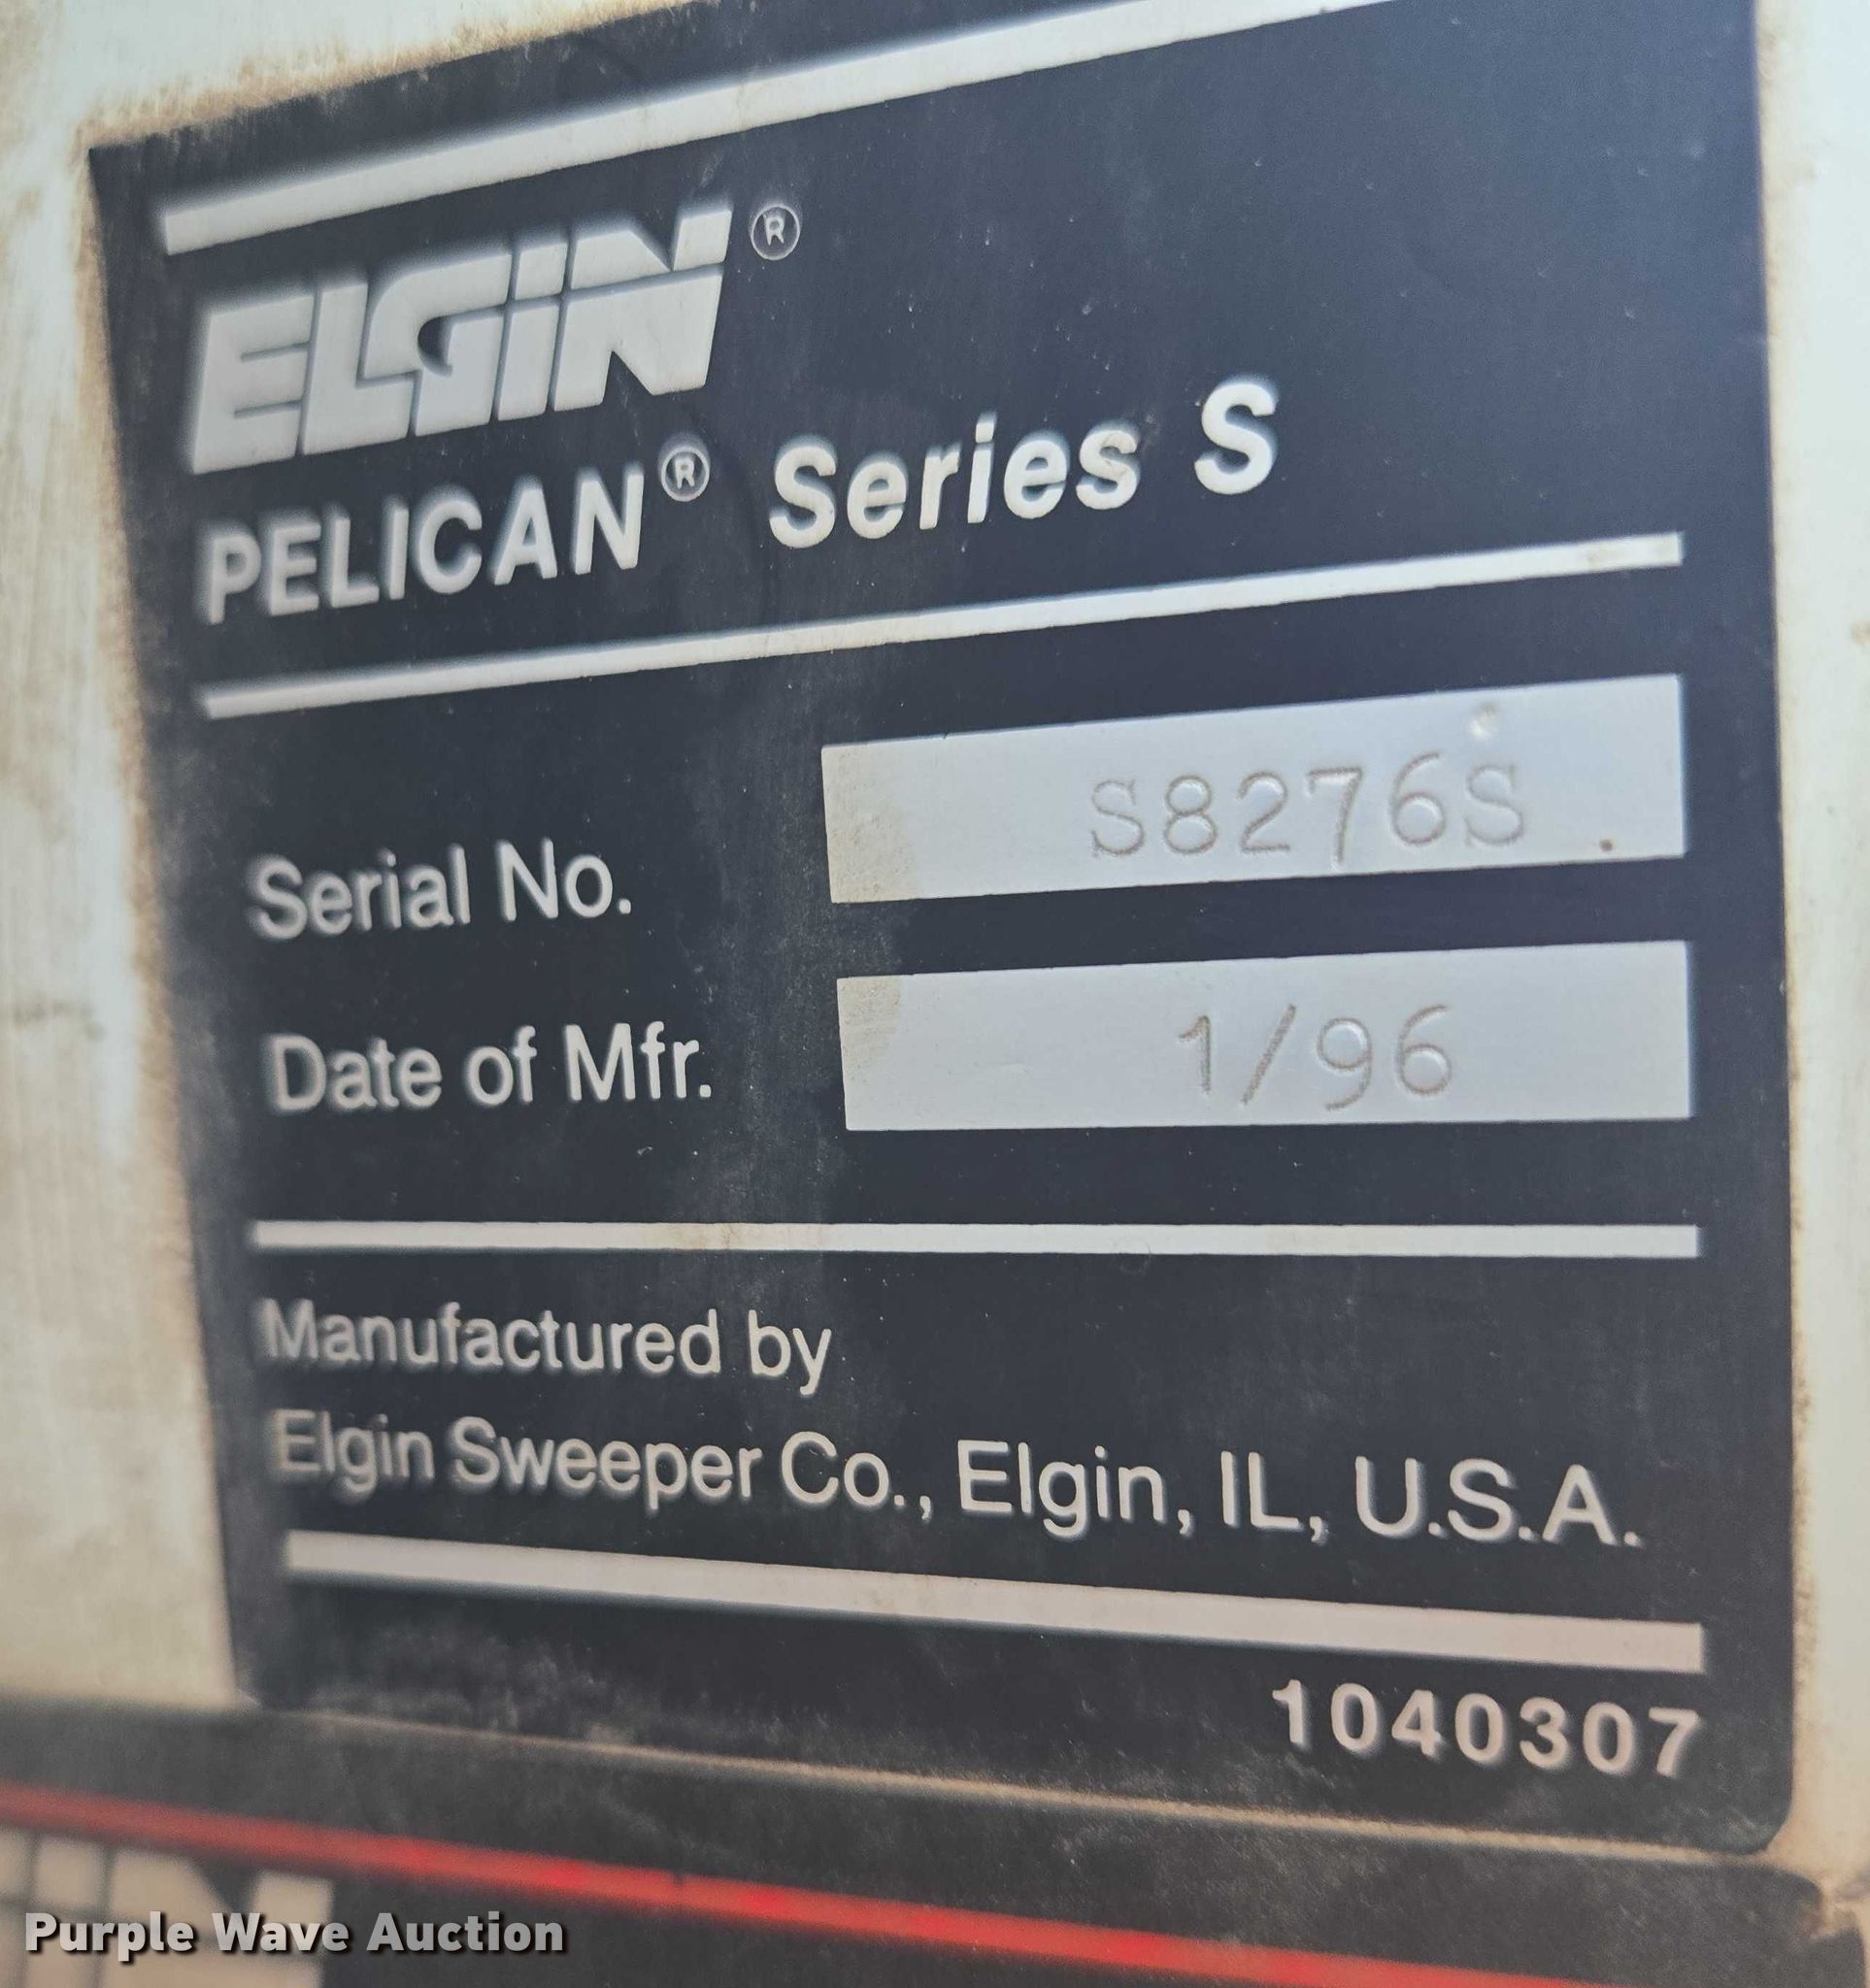 ELGiN®
PELICAN® Series S
Serial No. S8276S
Date of Mfr. 1/96
Manufactured by
Elgin Sweeper Co., Elgin, IL, U.S.A.
1040307
Purple Wave Auction